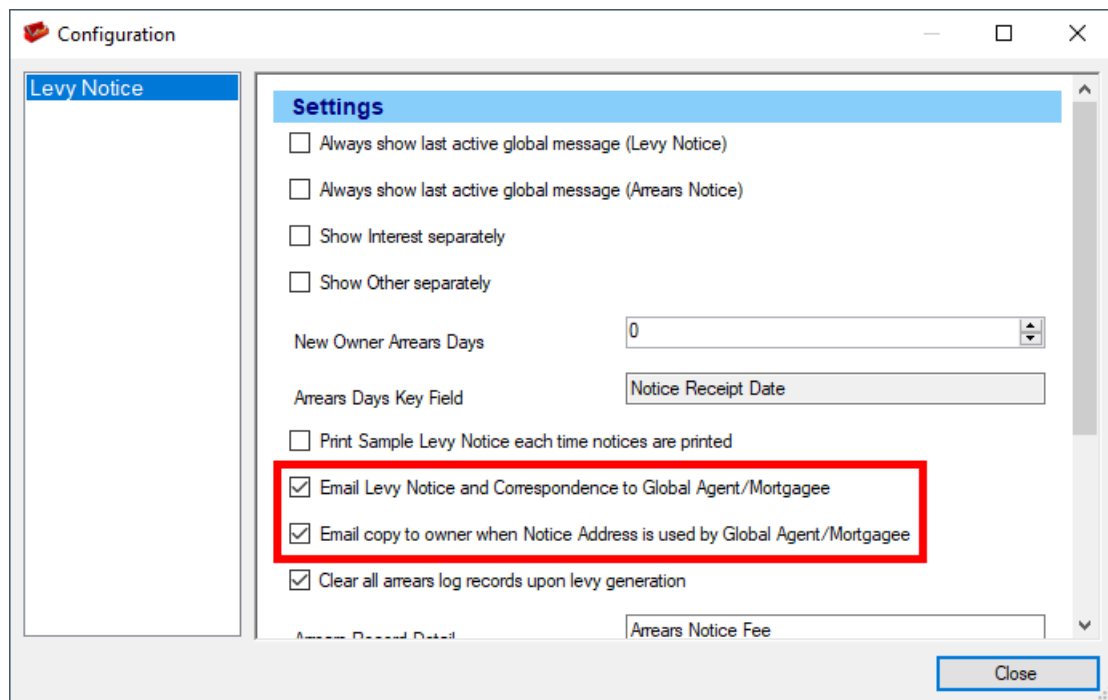 Configuration
Levy Notice
Settings
Always show last active global message (Levy Notice)
Always show last active global message (Arrears Notice)
Show Interest separately
Show Other separately
New Owner Arrears Days
0
Arrears Days Key Field
Notice Receipt Date
Print Sample Levy Notice each time notices are printed
Email Levy Notice and Correspondence to Global Agent/Mortgagee
Email copy to owner when Notice Address is used by Global Agent/Mortgagee
Clear all arrears log records upon levy generation
Arrears Record Detail
Arrears Notice Fee
Close